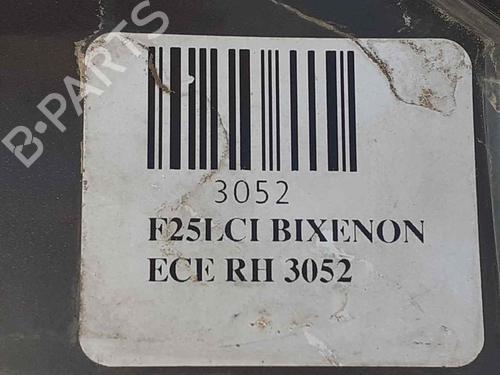 B-PARTS
3052
F25LCI BIXENON
ECE RH 3052